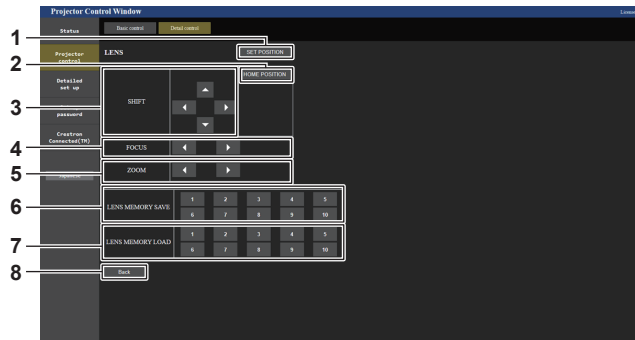 Projector Control Window
License
Status
Basic control
Detail control
1
LENS
SET POSITION
Projector
control
2
HOME POSITION
Detailed
set up
3
SHIFT
password
Crestron
Connected(TM)
4
FOCUS
5
ZOOM
6
LENS MEMORY SAVE
1 2 3 4 5
6 7 8 9 10
7
LENS MEMORY LOAD
1 2 3 4 5
6 7 8 9 10
8
Back